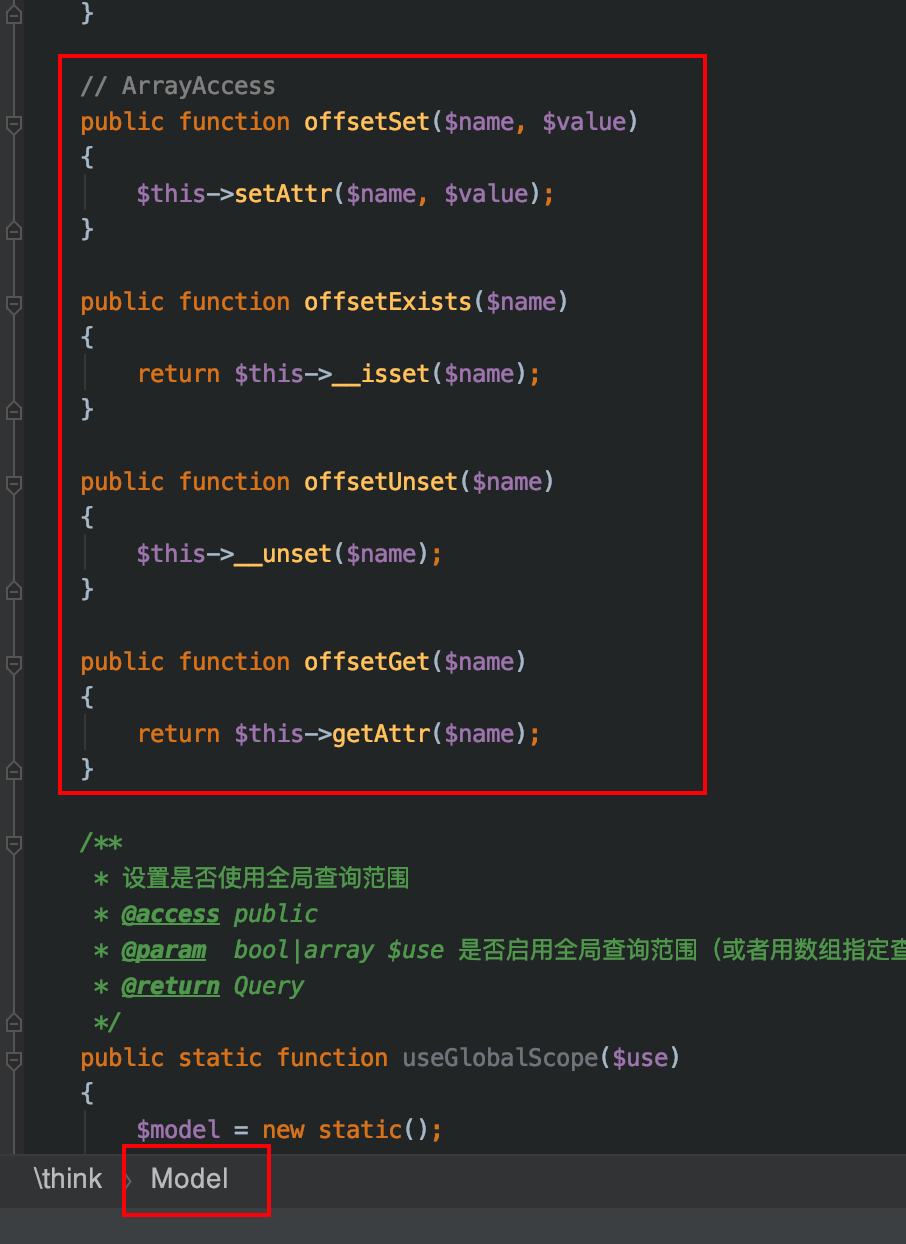 }
// ArrayAccess
public function offsetSet($name, $value)
{
$this->setAttr($name, $value);
}
public function offsetExists($name)
{
return $this->__isset($name);
}
public function offsetUnset($name)
{
$this->__unset($name);
}
public function offsetGet($name)
{
return $this->getAttr($name);
}
/**
* 设置是否使用全局查询范围
* @access public
* @param  bool|array $use 是否启用全局查询范围（或者用数组指定查
* @return Query
*/
public static function useGlobalScope($use)
{
$model = new static();
\think › Model